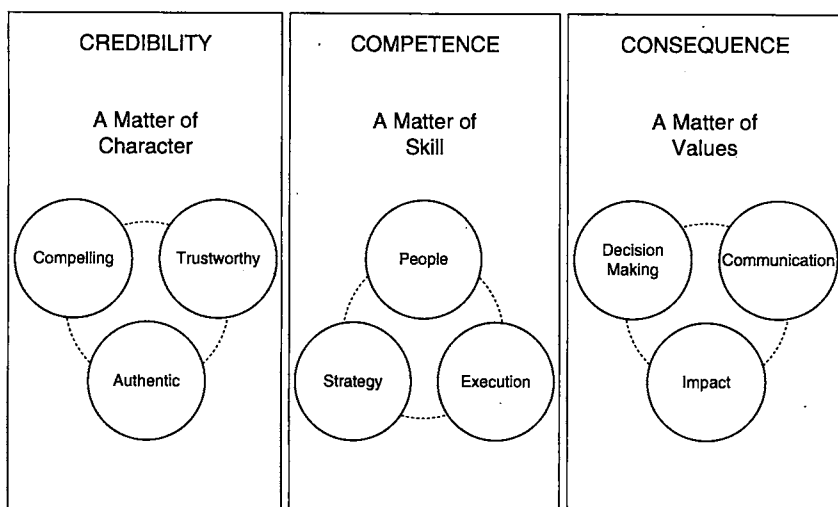 CREDIBILITY
A Matter of
Character
Compelling
Trustworthy
Authentic
COMPETENCE
A Matter of
Skill
People
Strategy
Execution
CONSEQUENCE
A Matter of
Values
Decision
Making
Communication
Impact